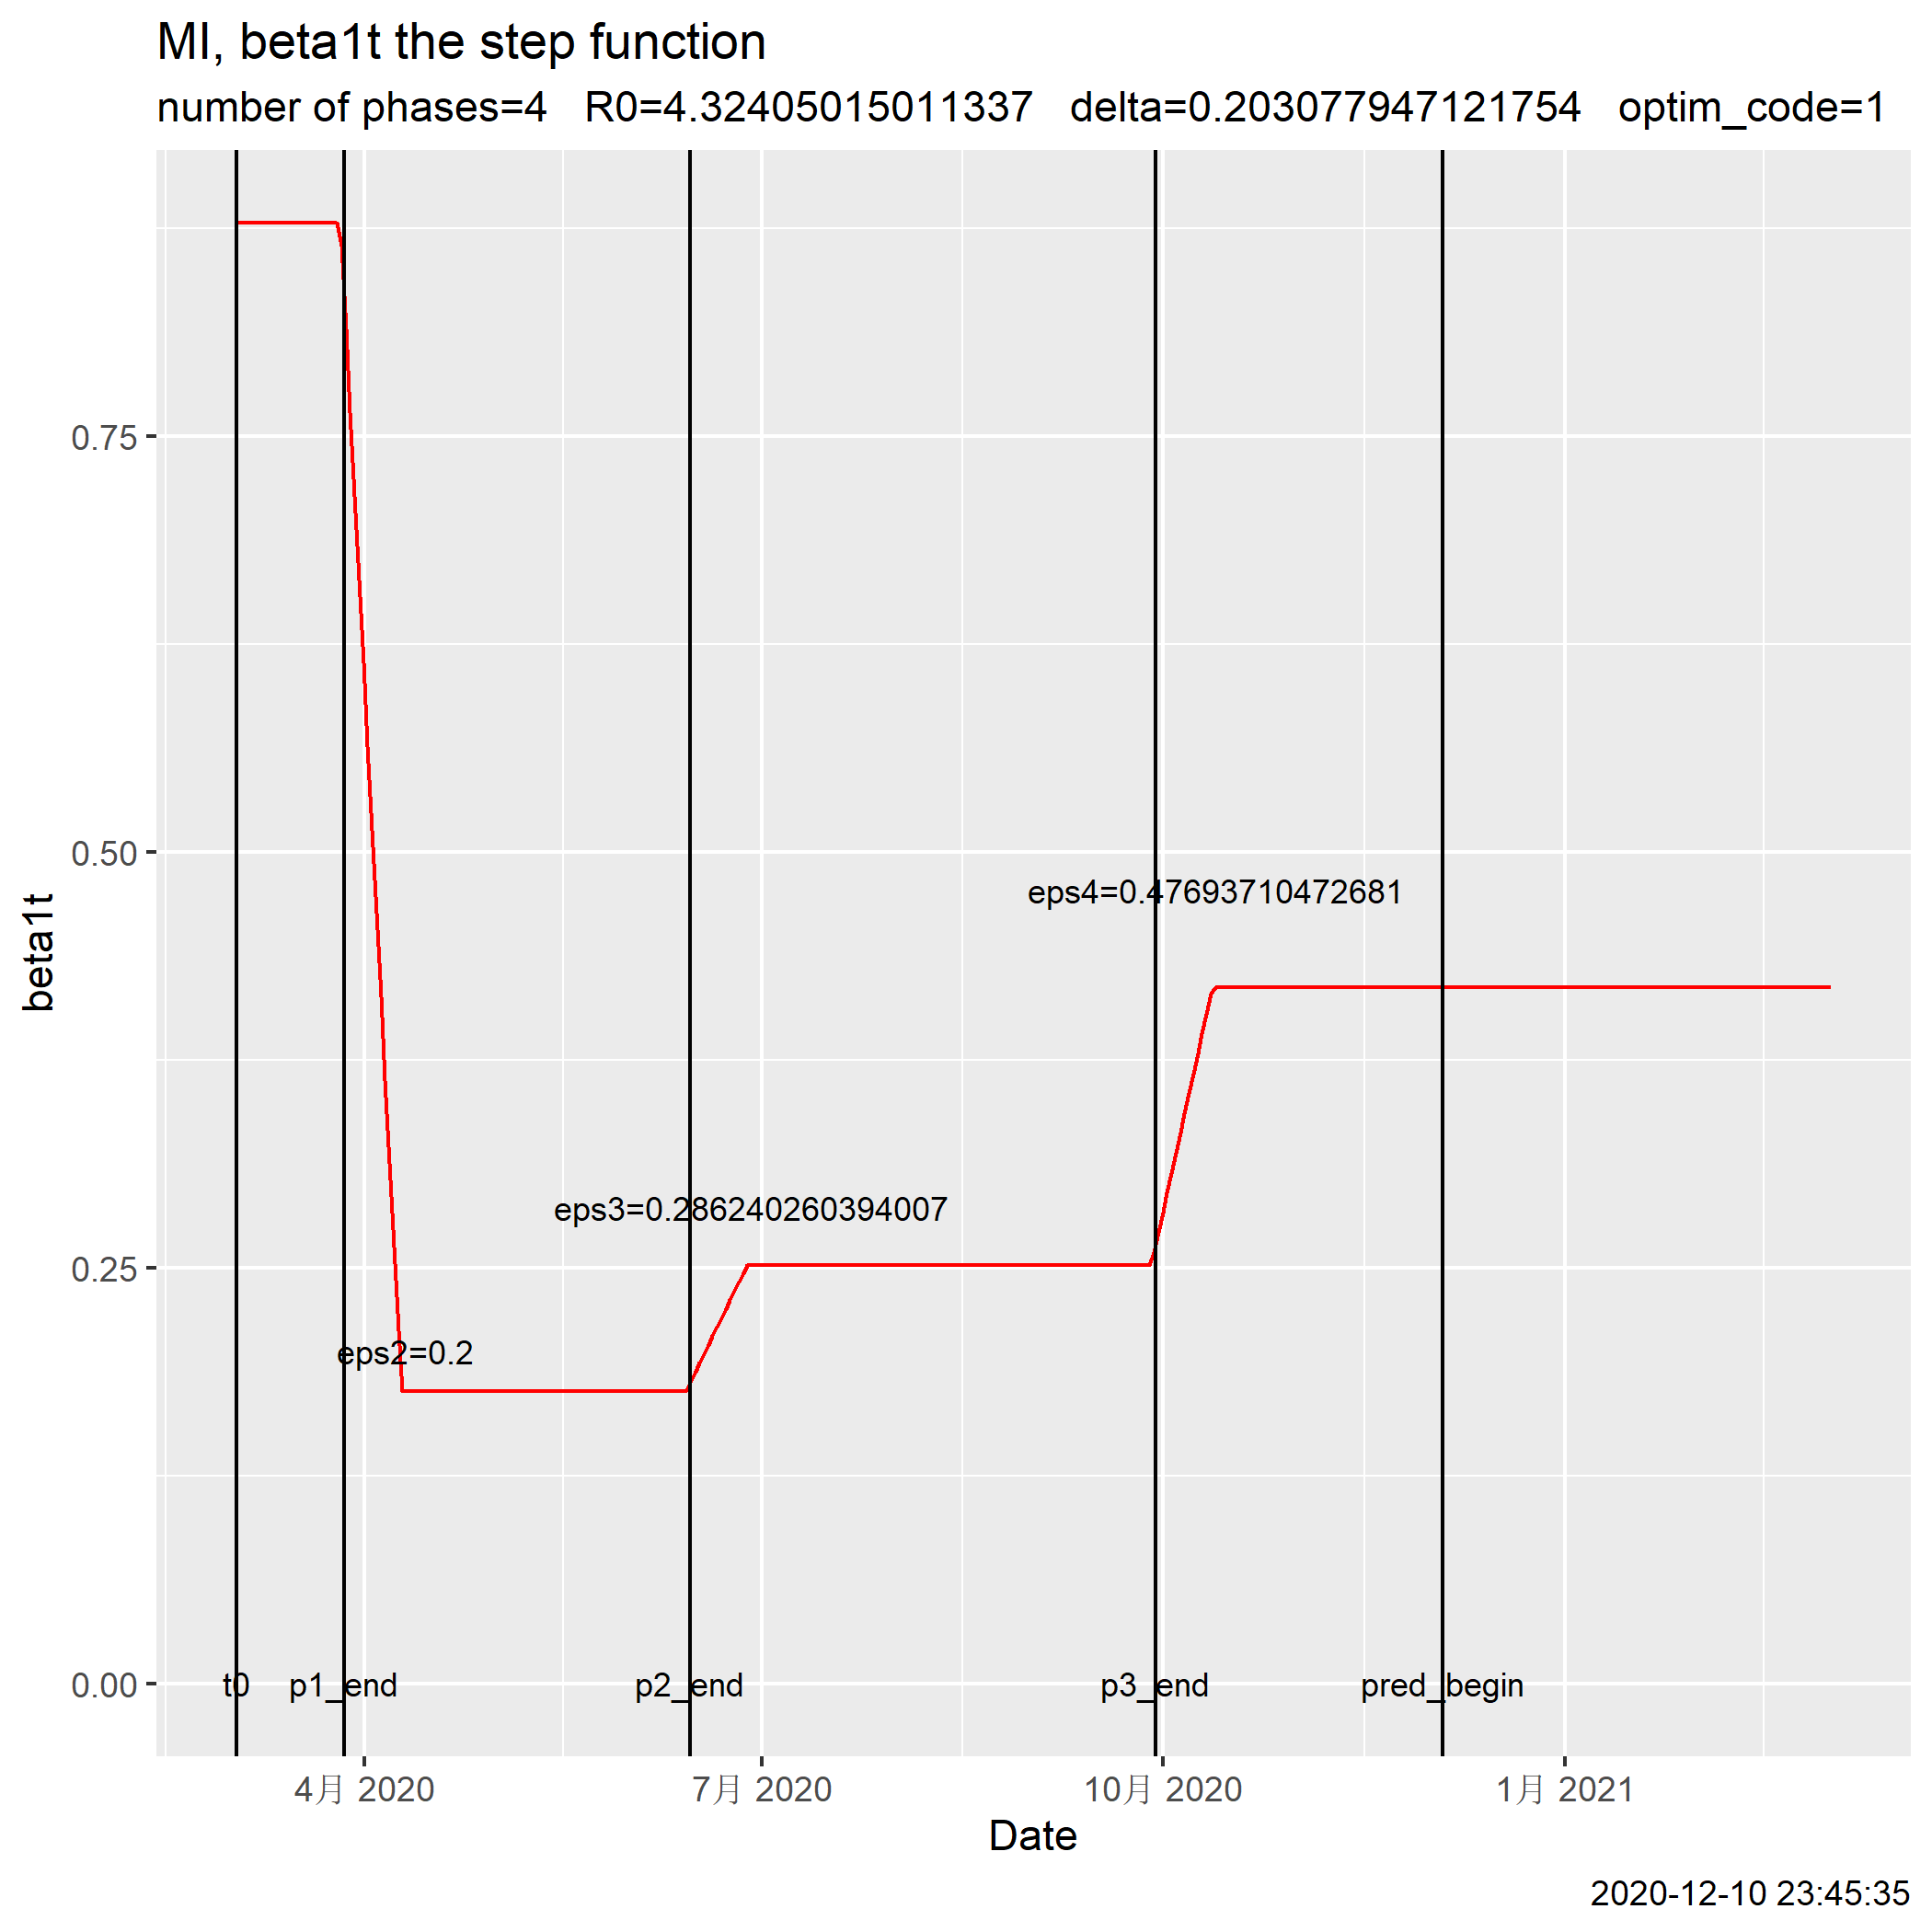 MI, beta1t the step function
number of phases=4 R0=4.32405015011337 delta=0.203077947121754 optim_code=1
0.75
0.50
0.25
0.00
beta1t
eps4=0.47693710472681
eps3=0.286240260394007
eps2=0.2
t0 p1_end p2_end p3_end pred_begin
4月 2020 7月 2020 10月 2020 1月 2021
Date
2020-12-10 23:45:35